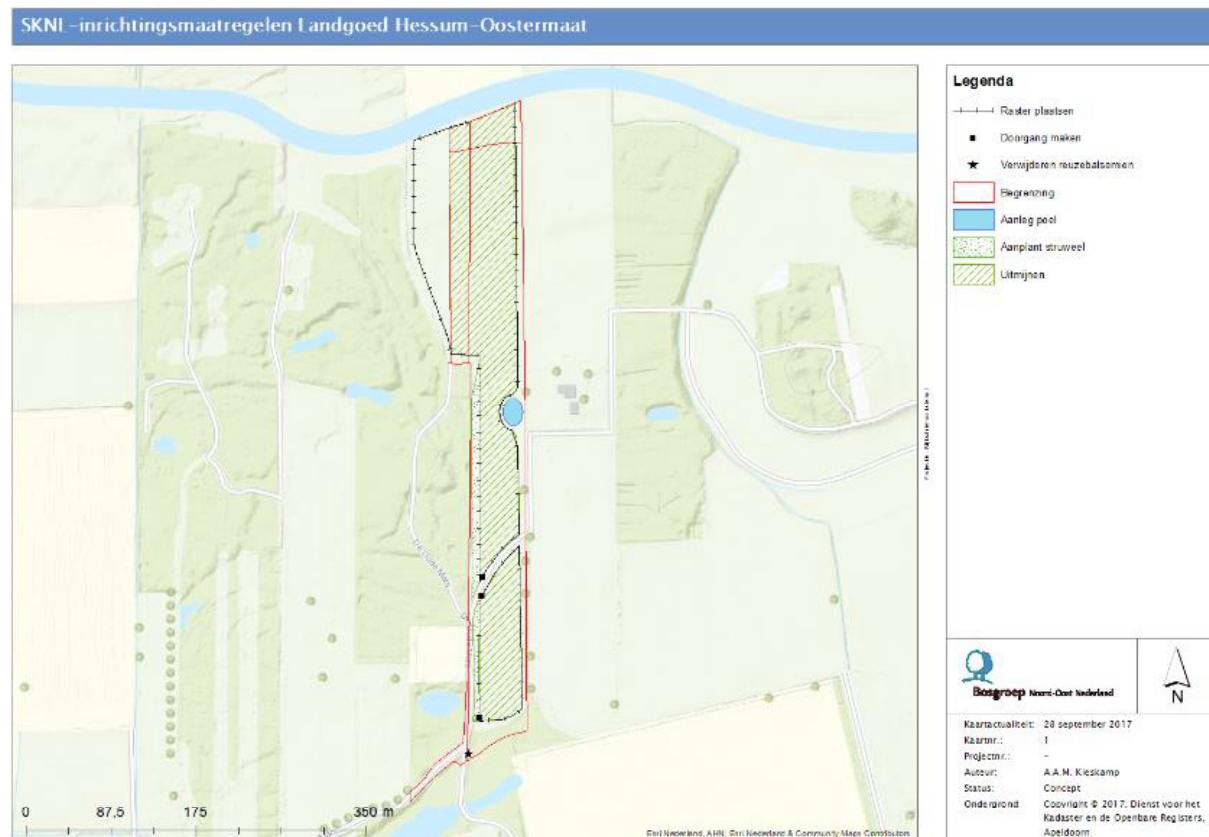 SKNL-inrichtingsmaatregelen Landgoed Hessum-Oostermaat
Legenda
Raster plaatsen
Doorgang maken
Verwijderen reuzebalsemien
Begrenzing
Aanleg poel
Aanplant struweel
Uitmijnen
0 87,5 175 350 m
Esri Nederland, AHN; Esri Nederland & Community Maps Contributors
Bosgroep Noord-Oost Nederland
N
Kaartactualiteit: 28 september 2017
Kaartnr.: 1
Projectnr.: -
Auteur: A.A.M. Kieskamp
Status: Concept
Ondergrond: Copyright © 2017, Dienst voor het
Kadaster en de Openbare Registers,
Apeldoorn